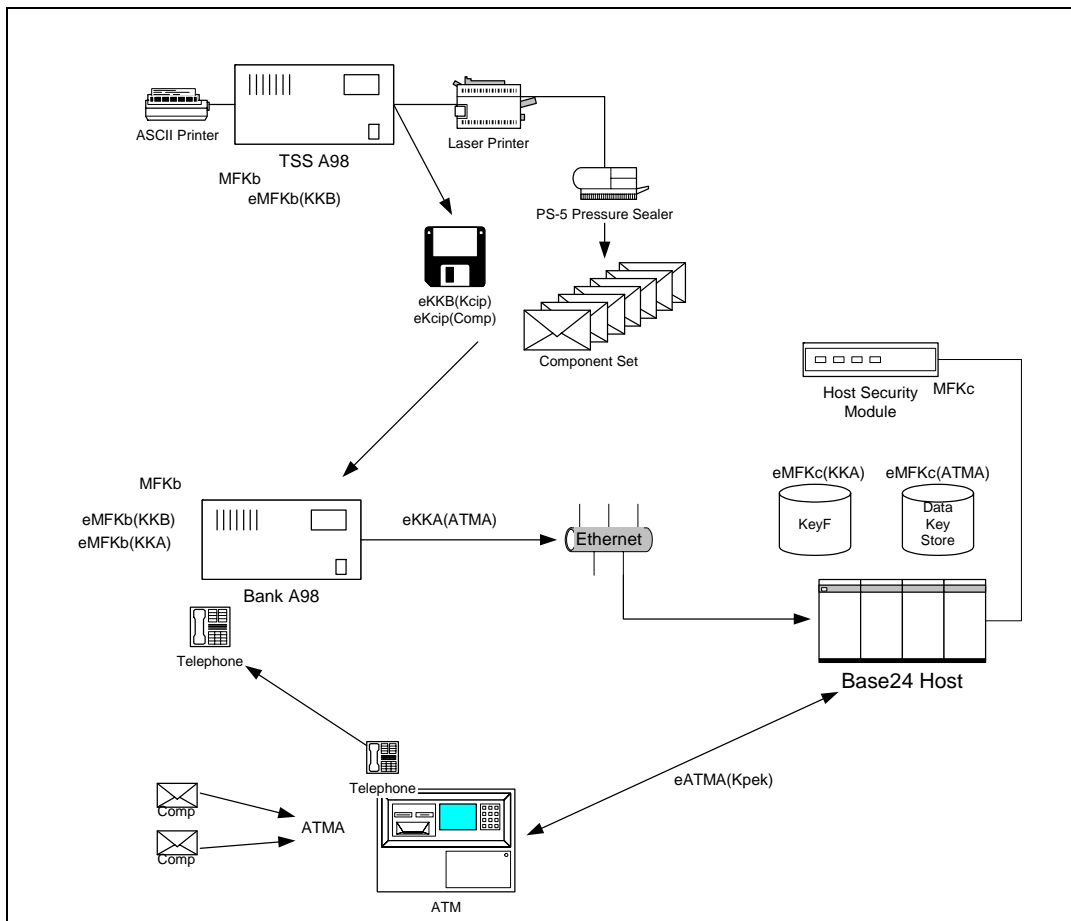 ASCII Printer
TSS A98
Laser Printer
MFKb
eMFKb(KKB)
PS-5 Pressure Sealer
eKKB(Kcip)
eKcip(Comp)
Component Set
Host Security
Module
MFKc
MFKb
eMFKb(KKB)
eMFKb(KKA)
eKKA(ATMA)
Ethernet
eMFKc(KKA)
eMFKc(ATMA)
KeyF
Data
Key
Store
Bank A98
Telephone
Base24 Host
eATMA(Kpek)
Telephone
Comp
ATMA
Comp
ATM